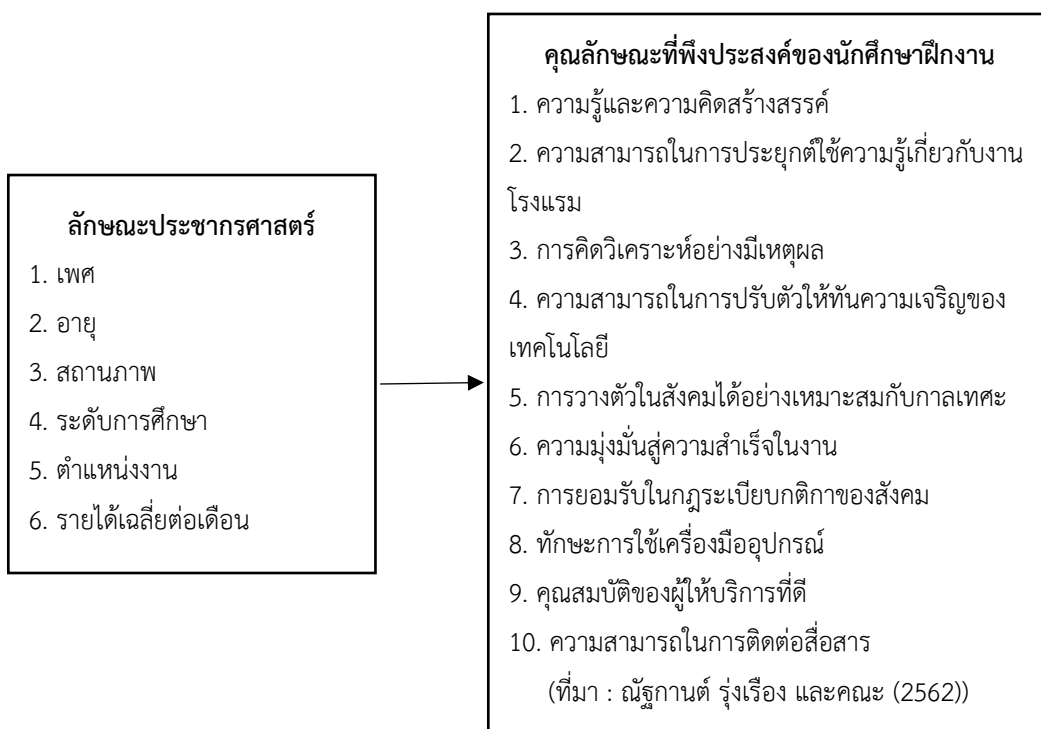 ลักษณะประชากรศาสตร์
1. เพศ
2. อายุ
3. สถานภาพ
4. ระดับการศึกษา
5. ตำแหน่งงาน
6. รายได้เฉลี่ยต่อเดือน
คุณลักษณะที่พึงประสงค์ของนักศึกษาฝึกงาน
1. ความรู้และความคิดสร้างสรรค์
2. ความสามารถในการประยุกต์ใช้ความรู้เกี่ยวกับงาน
โรงแรม
3. การคิดวิเคราะห์อย่างมีเหตุผล
4. ความสามารถในการปรับตัวให้ทันความเจริญของ
เทคโนโลยี
5. การวางตัวในสังคมได้อย่างเหมาะสมกับกาลเทศะ
6. ความมุ่งมั่นสู่ความสำเร็จในงาน
7. การยอมรับในกฎระเบียบกติกาของสังคม
8. ทักษะการใช้เครื่องมืออุปกรณ์
9. คุณสมบัติของผู้ให้บริการที่ดี
10. ความสามารถในการติดต่อสื่อสาร
(ที่มา : ณัฐกานต์ รุ่งเรือง และคณะ (2562))